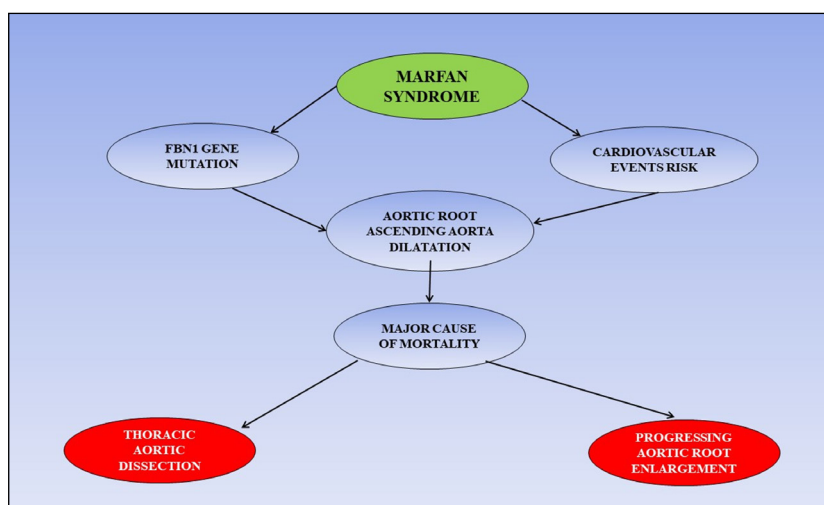 MARFAN
SYNDROME
FBN1 GENE
MUTATION
CARDIOVASCULAR
EVENTS RISK
AORTIC ROOT
ASCENDING AORTA
DILATATION
MAJOR CAUSE
OF MORTALITY
THORACIC
AORTIC
DISSECTION
PROGRESSING
AORTIC ROOT
ENLARGEMENT